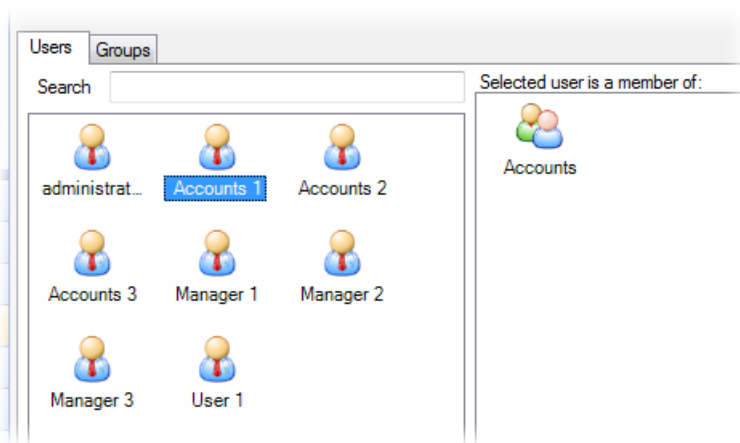 Users Groups
Search
Selected user is a member of:
administrat... Accounts 1 Accounts 2
Accounts
Accounts 3 Manager 1 Manager 2
Manager 3 User 1